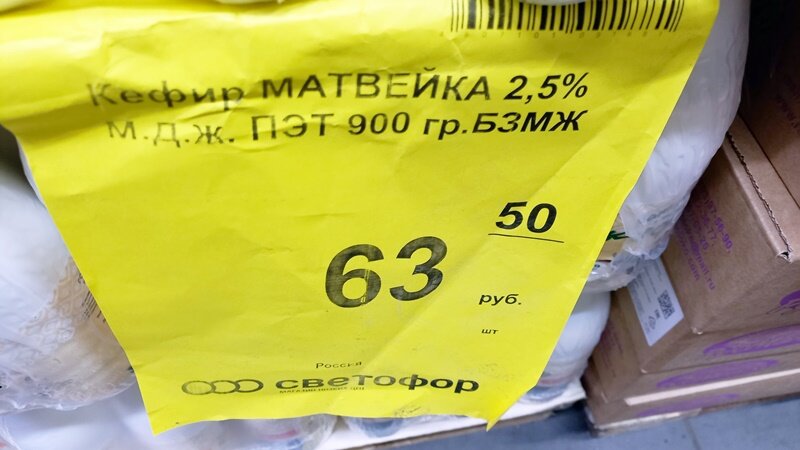 Кефир МАТВЕЙКА 2,5%
м.д.ж. ПЭТ 900 гр.БЗМЖ
63 50
руб.
шт
Россия
светофор